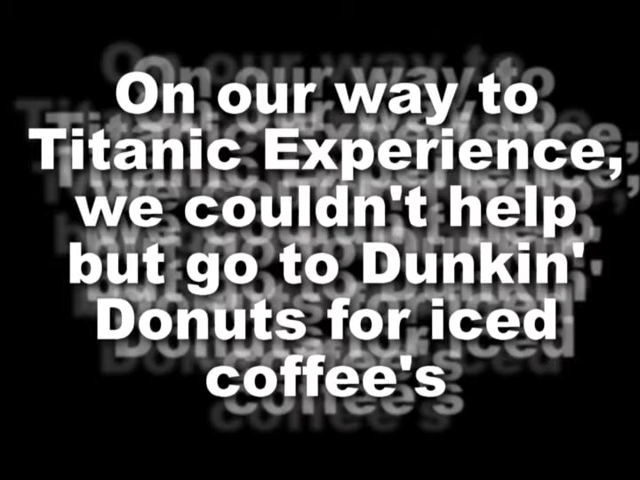 On our way to
Titanic Experience,
we couldn't help
but go to Dunkin'
Donuts for iced
coffee's